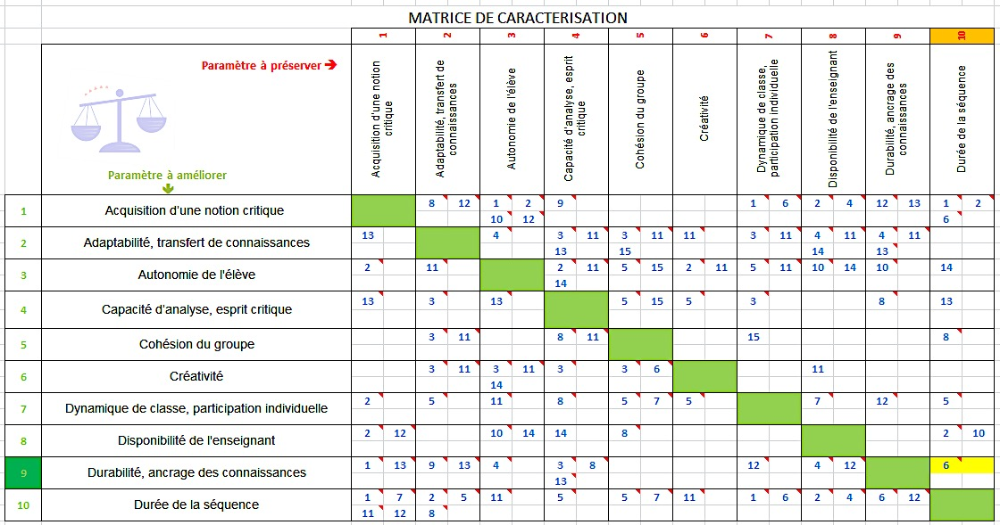 MATRICE DE CARACTERISATION
1 2 3 4 5 6 7 8 9 10
Paramètre à préserver
Paramètre à améliorer
Acquisition d'une notion
critique
Adaptabilité, transfert de
connaissances
Autonomie de l'élève
Capacité d'analyse, esprit
critique
Cohésion du groupe
Créativité
Dynamique de classe,
participation individuelle
Disponibilité de l'enseignant
Durabilité, ancrage des
connaissances
Durée de la séquence
1 Acquisition d'une notion critique 8 12 1 2 9 1 6 2 4 12 13 1 2
10 12 6
2 Adaptabilité, transfert de connaissances 13 4 3 11 3 11 11 3 11 4 11 4 11
13 15 14 13
3 Autonomie de l'élève 2 11 2 11 5 15 2 11 5 11 10 14 10 14
14
4 Capacité d'analyse, esprit critique 13 3 13 5 15 5 3 8 13
5 Cohésion du groupe 3 11 8 11 15 8
6 Créativité 3 11 3 11 3 3 6 11
14
7 Dynamique de classe, participation individuelle 2 5 11 8 5 7 5 7 12 5
8 Disponibilité de l'enseignant 2 12 10 14 14 8 2 10
9 Durabilité, ancrage des connaissances 1 13 9 13 4 3 8 12 4 12 6
13
10 Durée de la séquence 1 7 2 5 11 5 5 7 11 1 6 2 4 6 12
11 12 8